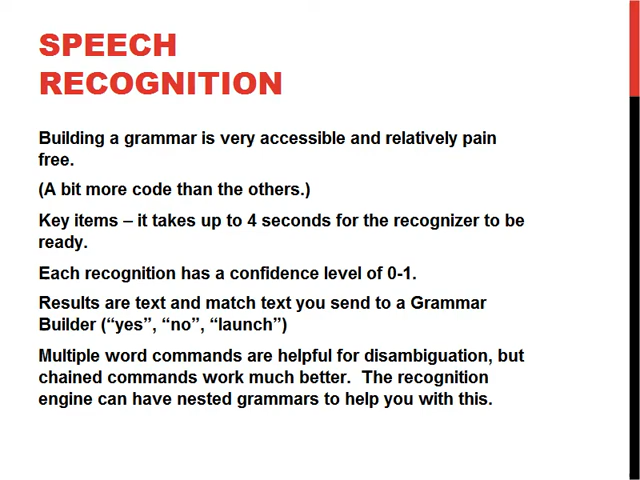 SPEECH
RECOGNITION
Building a grammar is very accessible and relatively pain
free.
(A bit more code than the others.)
Key items – it takes up to 4 seconds for the recognizer to be
ready.
Each recognition has a confidence level of 0-1.
Results are text and match text you send to a Grammar
Builder (“yes”, “no”, “launch”)
Multiple word commands are helpful for disambiguation, but
chained commands work much better.  The recognition
engine can have nested grammars to help you with this.